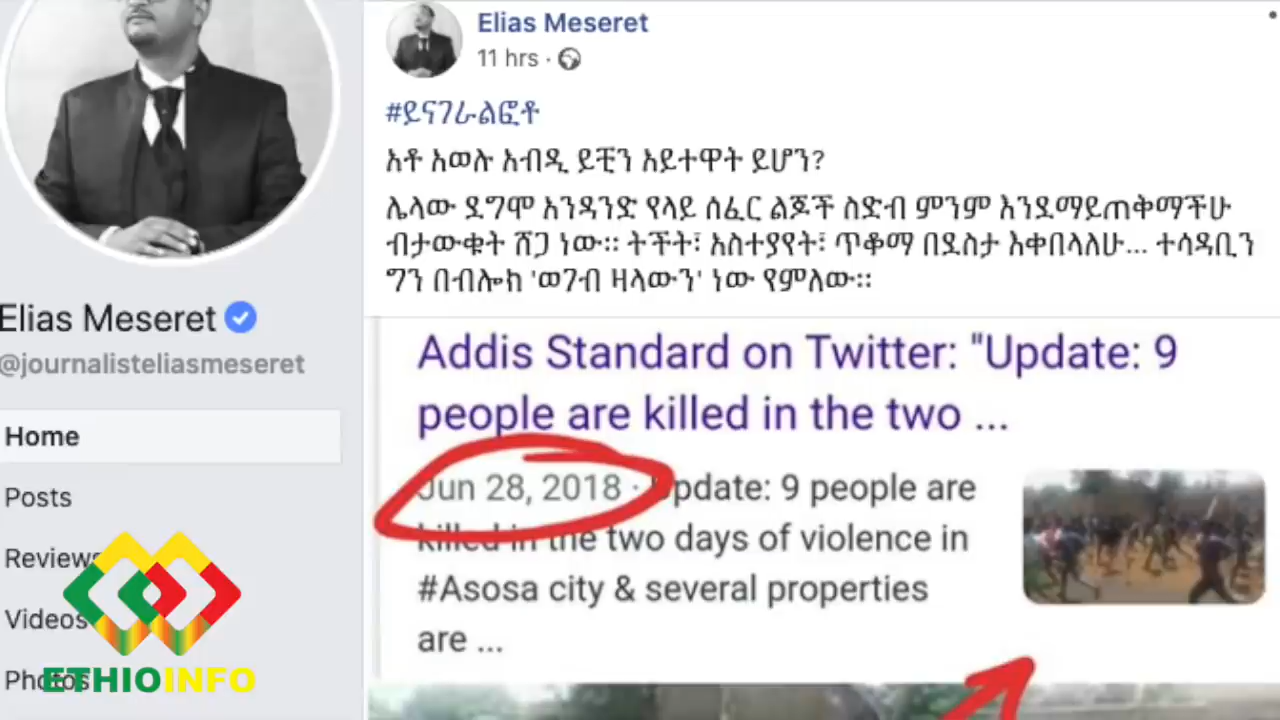 Elias Meseret
11 hrs ·
#ይናገራልፎቶ
አቶ አወሉ አብዲ ይቺን አይተዋት ይሆን?
ሌላው ደግሞ አንዳንድ የላይ ሰፈር ልጆች ስድብ ምንም እንደማይጠቅማችሁ
ብታውቁት ሸጋ ነው። ትችት፣ አስተያየት፣ ጥቆማ በደስታ እቀበላለሁ... ተሳዳቢን
ግን በብሎክ 'ወገብ ዛላውን' ነው የምለው።
Addis Standard on Twitter: "Update: 9
people are killed in the two ...
Jun 28, 2018 · Update: 9 people are
killed in the two days of violence in
#Asosa city & several properties
are ...
Elias Meseret
@journalisteliasmeseret
Home
Posts
Reviews
Videos
Photos
ETHIOINFO